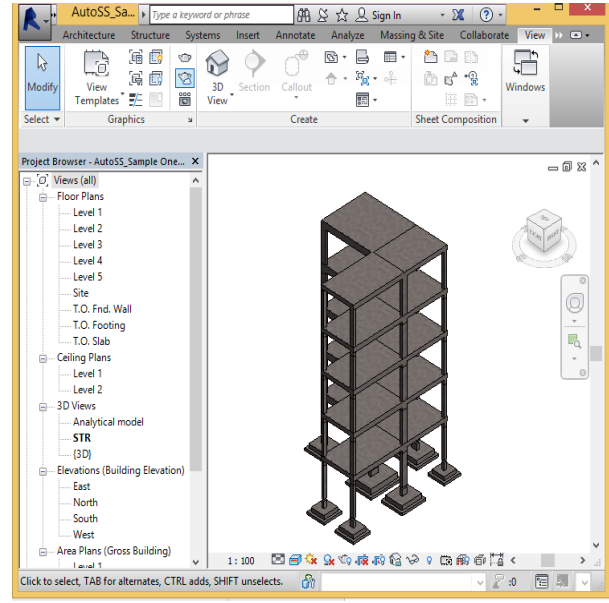 AutoSS_Sa...
Type a keyword or phrase
Sign In
Architecture Structure Systems Insert Annotate Analyze Massing & Site Collaborate View
Modify
View
Templates
3D
View
Section
Callout
Windows
Select Graphics Create Sheet Composition
Project Browser - AutoSS_Sample One...
Views (all)
Floor Plans
Level 1
Level 2
Level 3
Level 4
Level 5
Site
T.O. Fnd. Wall
T.O. Footing
T.O. Slab
Ceiling Plans
Level 1
Level 2
3D Views
Analytical model
STR
{3D}
Elevations (Building Elevation)
East
North
South
West
Area Plans (Gross Building)
Level 1
1 : 100
Click to select, TAB for alternates, CTRL adds, SHIFT unselects.
:0